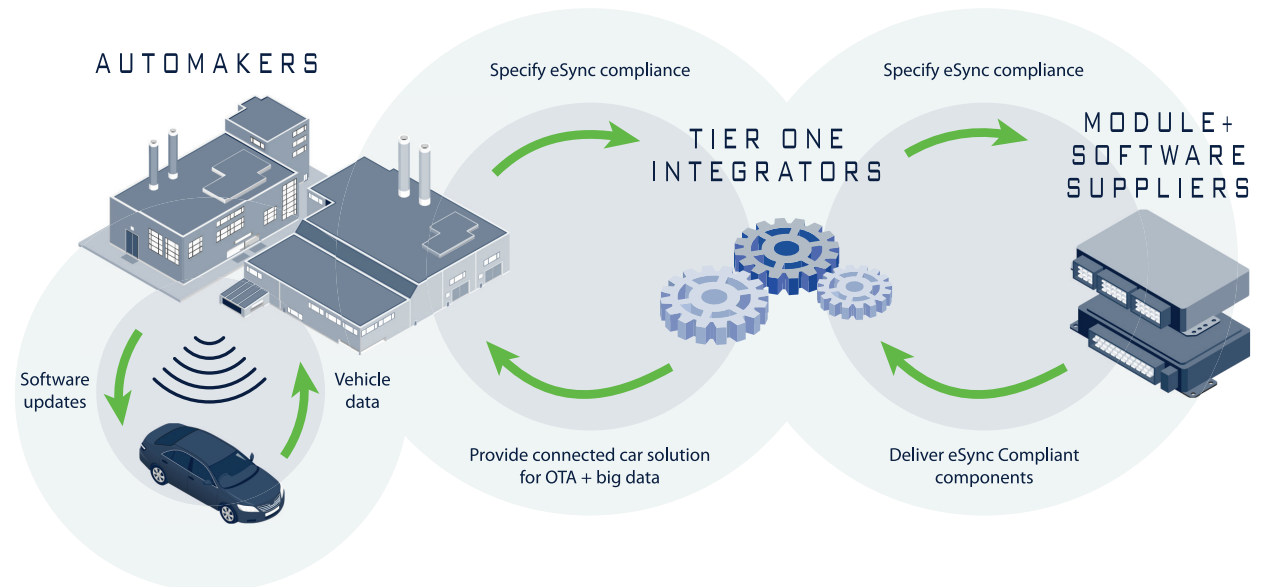 AUTOMAKERS
Specify eSync compliance
Specify eSync compliance
TIER ONE
INTEGRATORS
MODULE+
SOFTWARE
SUPPLIERS
Software
updates
Vehicle
data
Provide connected car solution
for OTA + big data
Deliver eSync Compliant
components